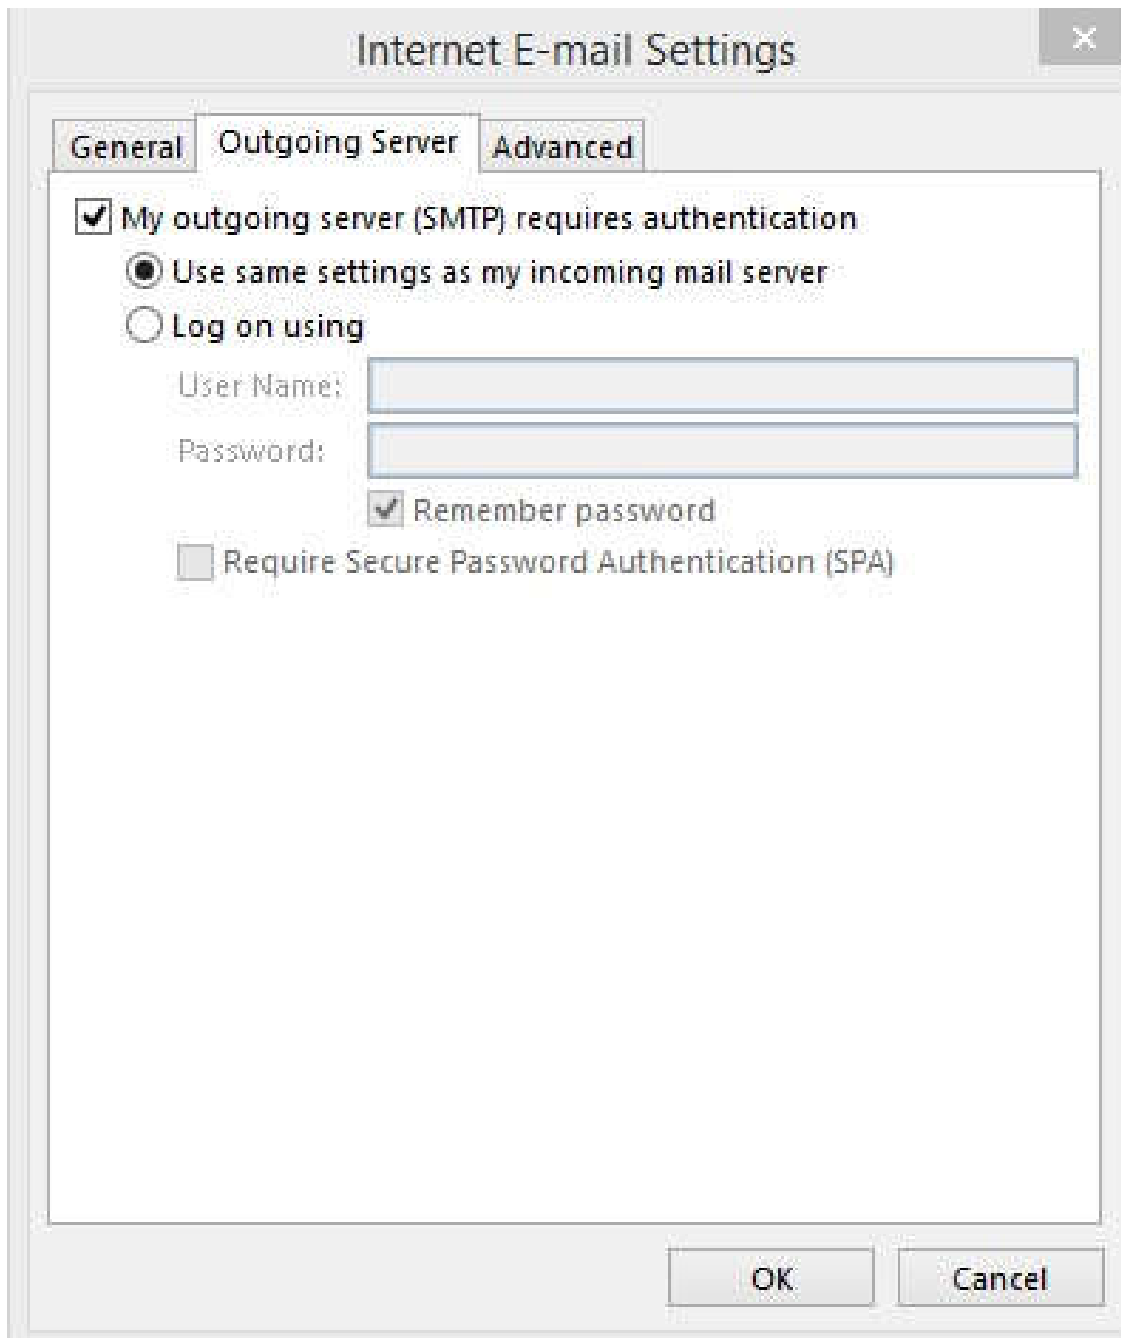 Internet E-mail Settings
General Outgoing Server Advanced
My outgoing server (SMTP) requires authentication
Use same settings as my incoming mail server
Log on using
User Name:
Password:
Remember password
Require Secure Password Authentication (SPA)
OK Cancel